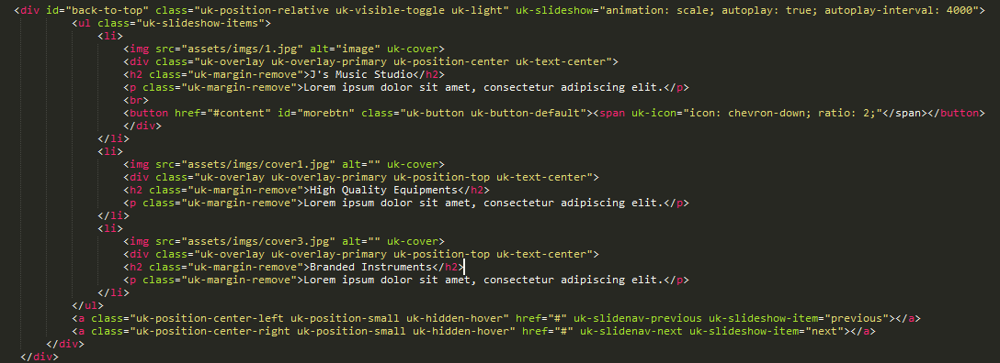 <div id="back-to-top" class="uk-position-relative uk-visible-toggle uk-light" uk-slideshow="animation: scale; autoplay: true; autoplay-interval: 4000">
<ul class="uk-slideshow-items">
<li>
<img src="assets/imgs/1.jpg" alt="image" uk-cover>
<div class="uk-overlay uk-overlay-primary uk-position-center uk-text-center">
<h2 class="uk-margin-remove">J's Music Studio</h2>
<p class="uk-margin-remove">Lorem ipsum dolor sit amet, consectetur adipiscing elit.</p>
<br>
<button href="#content" id="morebtn" class="uk-button uk-button-default"><span uk-icon="icon: chevron-down; ratio: 2;"</span></button>
</div>
</li>
<li>
<img src="assets/imgs/cover1.jpg" alt="" uk-cover>
<div class="uk-overlay uk-overlay-primary uk-position-top uk-text-center">
<h2 class="uk-margin-remove">High Quality Equipments</h2>
<p class="uk-margin-remove">Lorem ipsum dolor sit amet, consectetur adipiscing elit.</p>
</li>
<li>
<img src="assets/imgs/cover3.jpg" alt="" uk-cover>
<div class="uk-overlay uk-overlay-primary uk-position-top uk-text-center">
<h2 class="uk-margin-remove">Branded Instruments</h2>
<p class="uk-margin-remove">Lorem ipsum dolor sit amet, consectetur adipiscing elit.</p>
</li>
</ul>
<a class="uk-position-center-left uk-position-small uk-hidden-hover" href="#" uk-slidenav-previous uk-slideshow-item="previous"></a>
<a class="uk-position-center-right uk-position-small uk-hidden-hover" href="#" uk-slidenav-next uk-slideshow-item="next"></a>
</div>
</div>